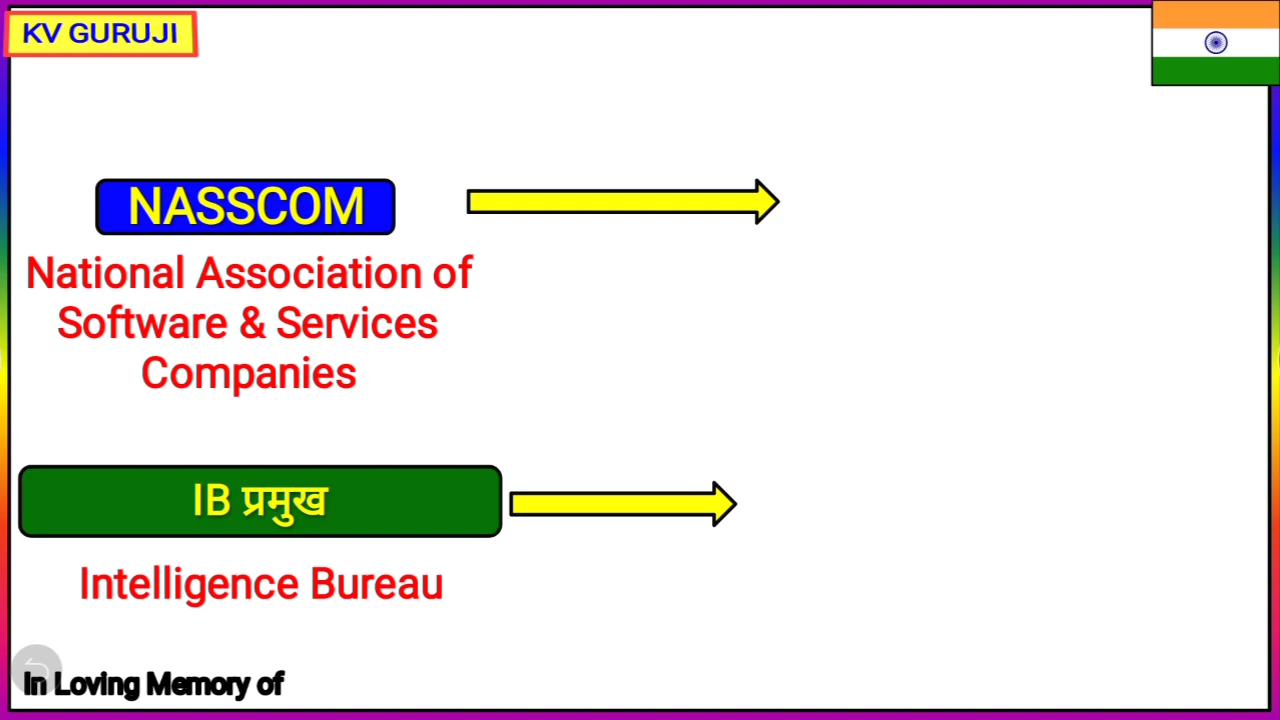 KV GURUJI
NASSCOM
National Association of
Software & Services
Companies
IB प्रमुख
Intelligence Bureau
In Loving Memory of